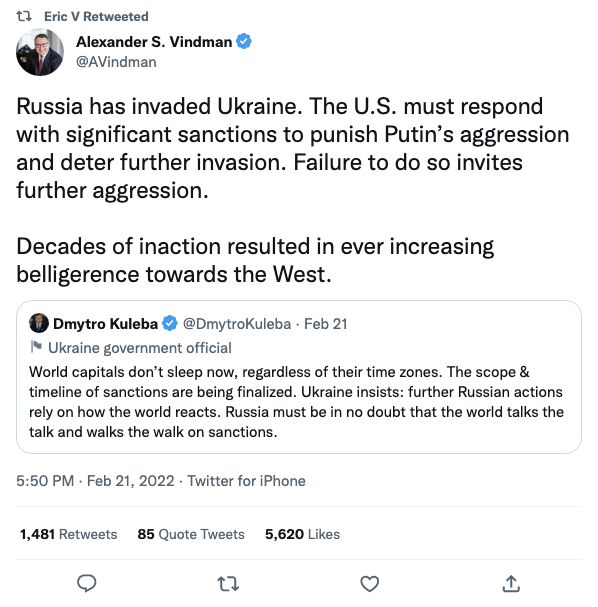 Eric V Retweeted
Alexander S. Vindman
@AVindman
Russia has invaded Ukraine. The U.S. must respond
with significant sanctions to punish Putin’s aggression
and deter further invasion. Failure to do so invites
further aggression.
Decades of inaction resulted in ever increasing
belligerence towards the West.
Dmytro Kuleba @DmytroKuleba · Feb 21
Ukraine government official
World capitals don’t sleep now, regardless of their time zones. The scope &
timeline of sanctions are being finalized. Ukraine insists: further Russian actions
rely on how the world reacts. Russia must be in no doubt that the world talks the
talk and walks the walk on sanctions.
5:50 PM · Feb 21, 2022 · Twitter for iPhone
1,481 Retweets 85 Quote Tweets 5,620 Likes